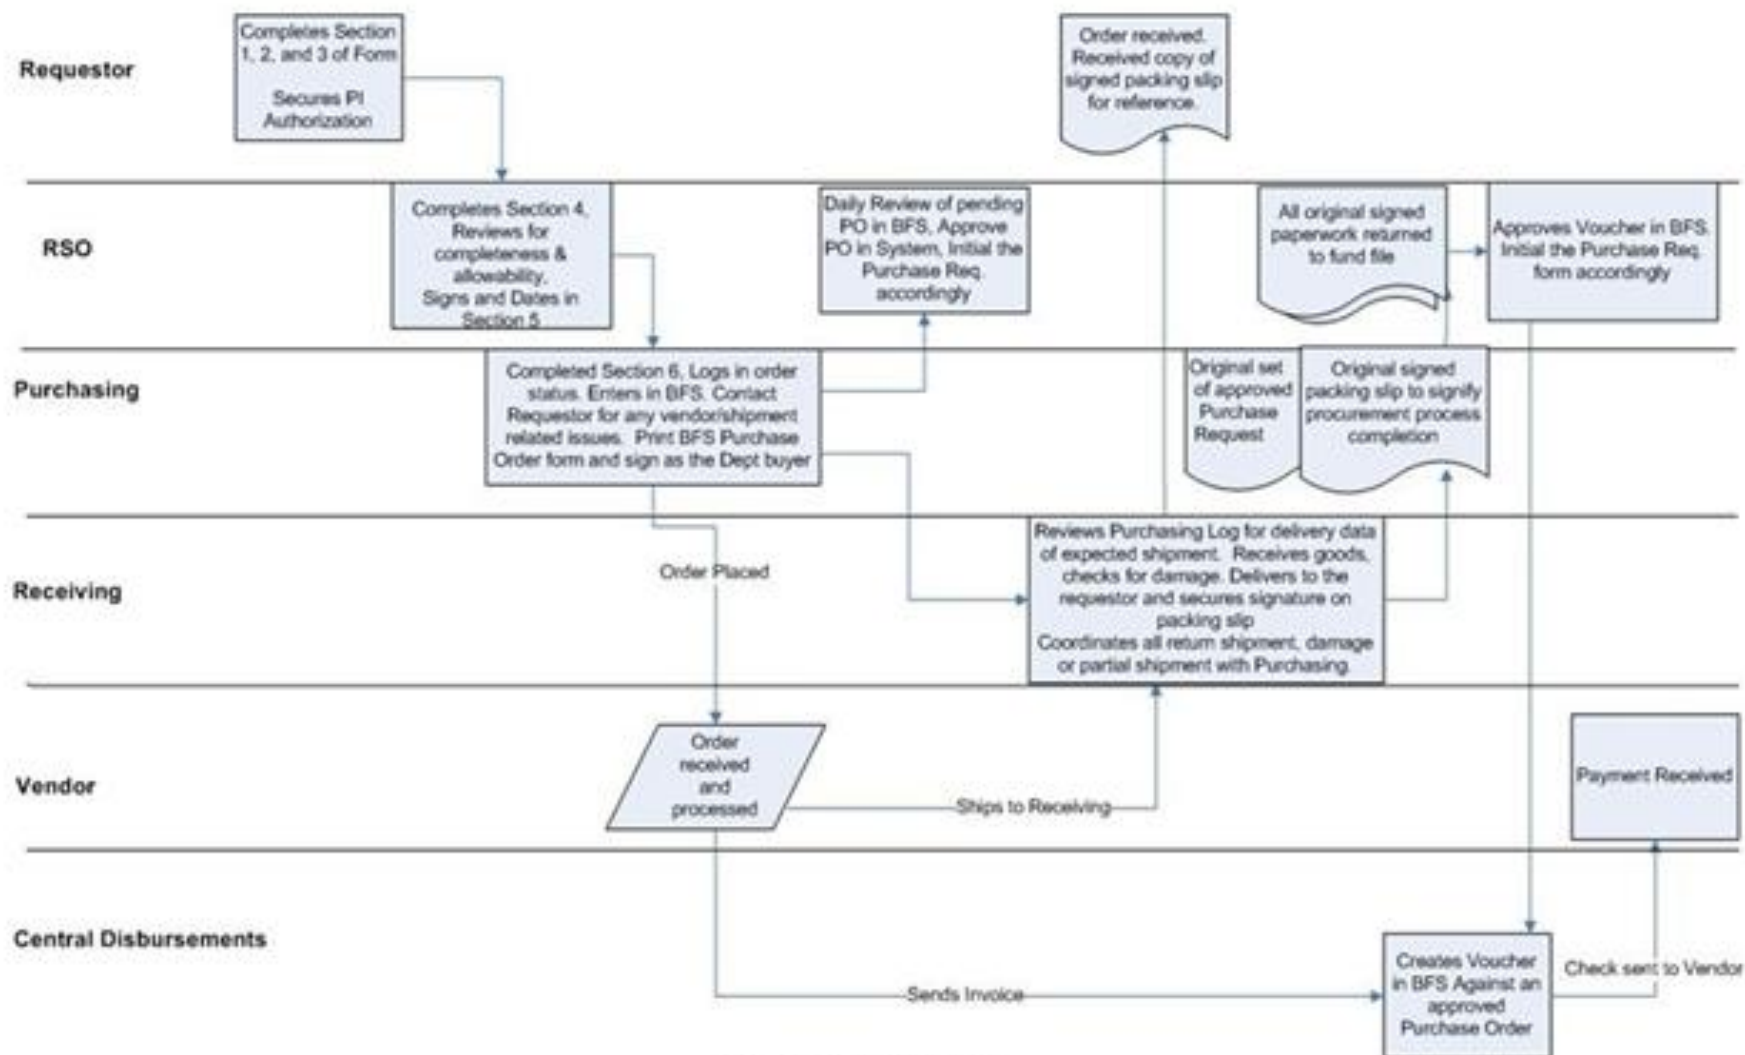 Requestor
Completes Section
1, 2, and 3 of Form
Secures PI
Authorization
Order received.
Received copy of
signed packing slip
for reference.
RSO
Completes Section 4,
Reviews for
completeness &
allowability,
Signs and Dates in
Section 5
Daily Review of pending
PO in BFS, Approve
PO in System, Initial the
Purchase Req.
accordingly
All original signed
paperwork returned
to fund file
Approves Voucher in BFS.
Initial the Purchase Req.
form accordingly
Purchasing
Completed Section 6, Logs in order
status. Enters in BFS. Contact
Requestor for any vendor/shipment
related issues. Print BFS Purchase
Order form and sign as the Dept buyer
Original set
of approved
Purchase
Request
Original signed
packing slip to signify
procurement process
completion
Receiving
Order Placed
Reviews Purchasing Log for delivery data
of expected shipment. Receives goods,
checks for damage. Delivers to the
requestor and secures signature on
packing slip
Coordinates all return shipment, damage
or partial shipment with Purchasing.
Vendor
Order
received
and
processed
Ships to Receiving
Payment Received
Central Disbursements
Sends Invoice
Creates Voucher
in BFS Against an
approved
Purchase Order
Check sent to Vendor